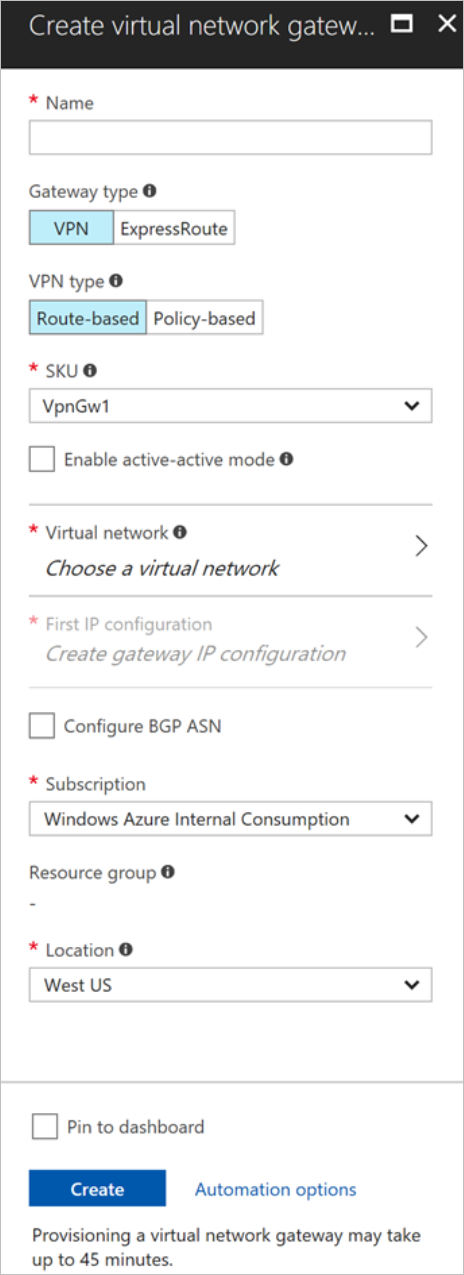 Create virtual network gatew...
* Name
Gateway type
VPN ExpressRoute
VPN type
Route-based Policy-based
* SKU
VpnGw1
Enable active-active mode
* Virtual network
Choose a virtual network
* First IP configuration
Create gateway IP configuration
Configure BGP ASN
* Subscription
Windows Azure Internal Consumption
Resource group
-
* Location
West US
Pin to dashboard
Create Automation options
Provisioning a virtual network gateway may take
up to 45 minutes.